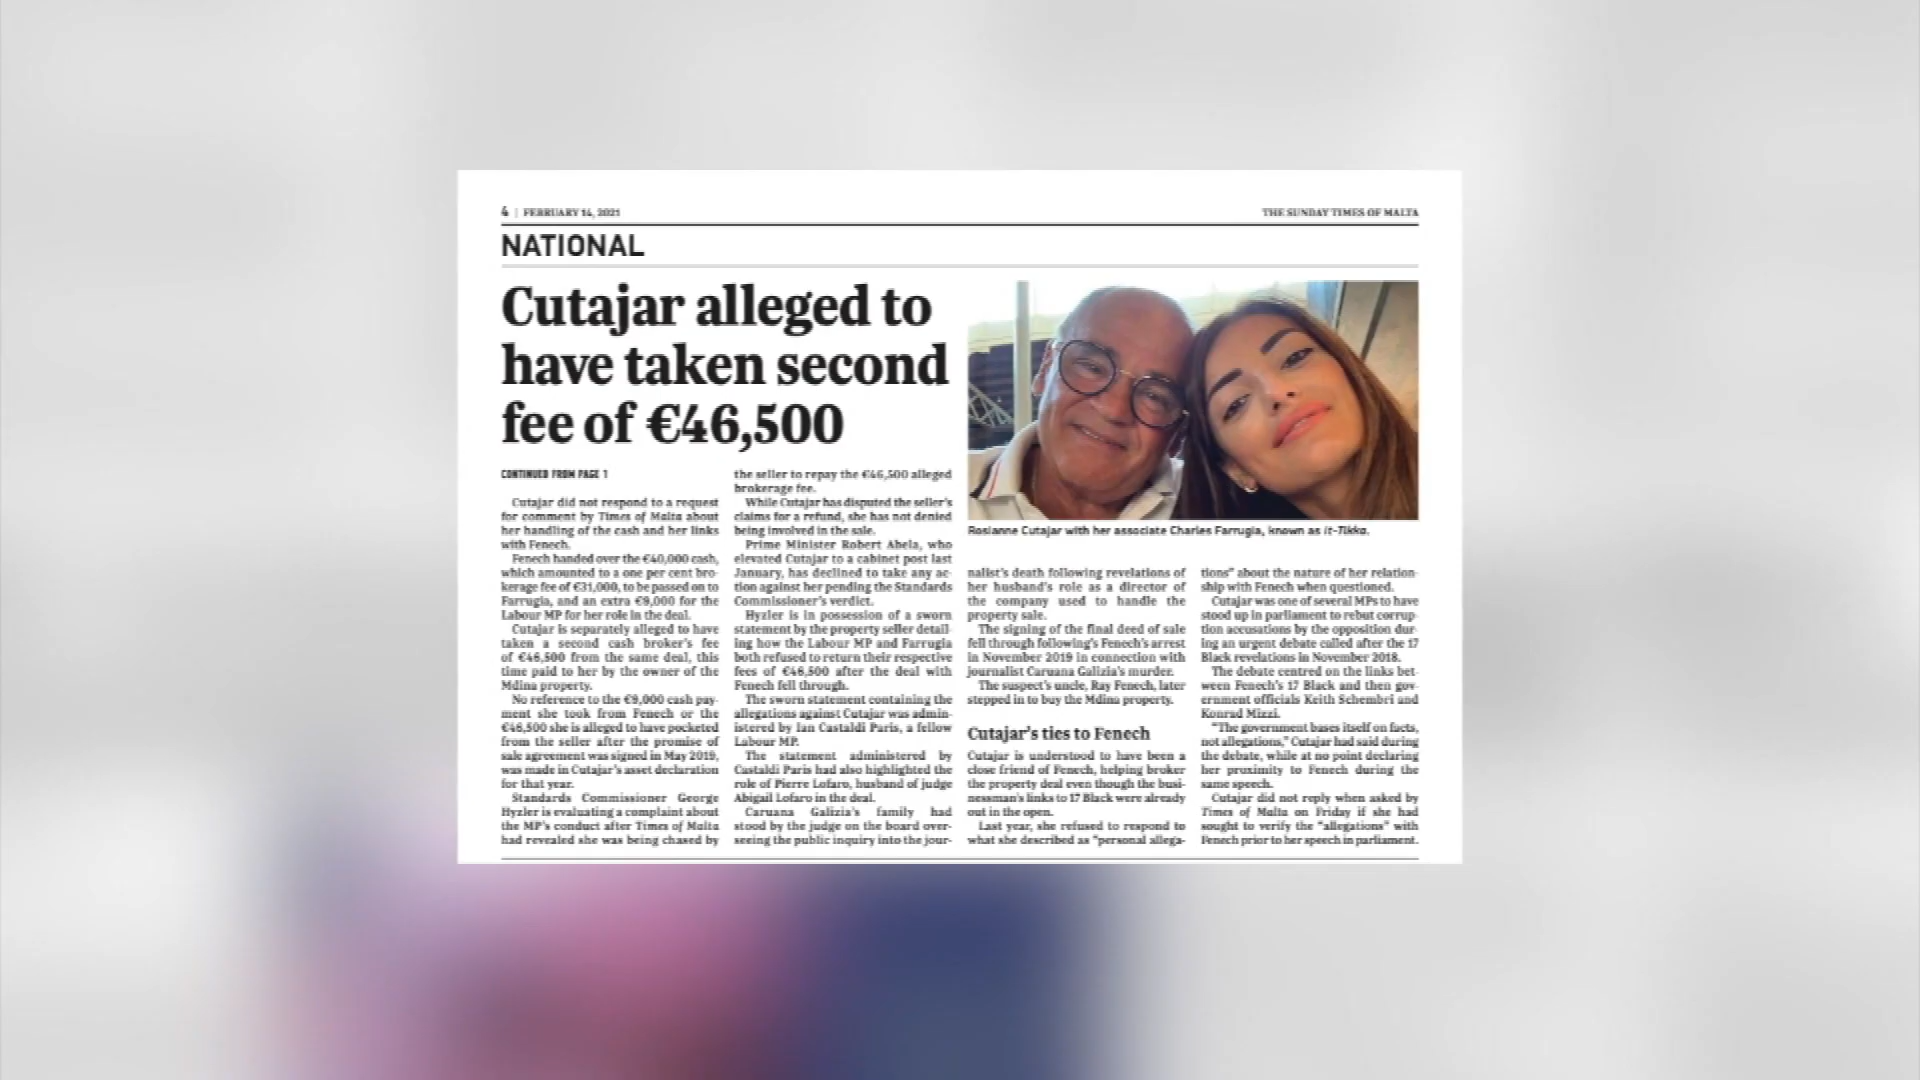 4 | FEBRUARY 14, 2021
THE SUNDAY TIMES OF MALTA
NATIONAL
Cutajar alleged to
have taken second
fee of €46,500
CONTINUED FROM PAGE 1
Cutajar did not respond to a request
for comment by Times of Malta about
her handling of the cash and her links
with Fenech.
Fenech handed over the €40,000 cash,
which amounted to a one per cent bro-
kerage fee of €31,000, to be passed on to
Farrugia, and an extra €9,000 for the
Labour MP for her role in the deal.
Cutajar is separately alleged to have
taken a second cash broker's fee
of €46,500 from the same deal, this
time paid to her by the owner of the
Mdina property.
No reference to the €9,000 cash pay-
ment she took from Fenech or the
€46,500 she is alleged to have pocketed
from the seller after the promise of
sale agreement was signed in May 2019,
was made in Cutajar's asset declaration
for that year.
Standards Commissioner George
Hyzler is evaluating a complaint about
the MP's conduct after Times of Malta
had revealed she was being chased by
the seller to repay the €46,500 alleged
brokerage fee.
While Cutajar has disputed the seller's
claims for a refund, she has not denied
being involved in the sale.
Prime Minister Robert Abela, who
elevated Cutajar to a cabinet post last
January, has declined to take any ac-
tion against her pending the Standards
Commissioner's verdict.
Hyzler is in possession of a sworn
statement by the property seller detail-
ing how the Labour MP and Farrugia
both refused to return their respective
fees of €46,500 after the deal with
Fenech fell through.
The sworn statement containing the
allegations against Cutajar was admin-
istered by Ian Castaldi Paris, a fellow
Labour MP.
The statement administered by
Castaldi Paris had also highlighted the
role of Pierre Lofaro, husband of judge
Abigail Lofaro in the deal.
Caruana Galizia's family had
stood by the judge on the board over-
seeing the public inquiry into the jour-
Rosianne Cutajar with her associate Charles Farrugia, known as it-Tikka.
nalist's death following revelations of
her husband's role as a director of
the company used to handle the
property sale.
The signing of the final deed of sale
fell through following's Fenech's arrest
in November 2019 in connection with
journalist Caruana Galizia's murder.
The suspect's uncle, Ray Fenech, later
stepped in to buy the Mdina property.
Cutajar's ties to Fenech
Cutajar is understood to have been a
close friend of Fenech, helping broker
the property deal even though the busi-
nessman's links to 17 Black were already
out in the open.
Last year, she refused to respond to
what she described as "personal allega-
tions" about the nature of her relation-
ship with Fenech when questioned.
Cutajar was one of several MPs to have
stood up in parliament to rebut corrup-
tion accusations by the opposition dur-
ing an urgent debate called after the 17
Black revelations in November 2018.
The debate centred on the links bet-
ween Fenech's 17 Black and then gov-
ernment officials Keith Schembri and
Konrad Mizzi.
"The government bases itself on facts,
not allegations," Cutajar had said during
the debate, while at no point declaring
her proximity to Fenech during the
same speech.
Cutajar did not reply when asked by
Times of Malta on Friday if she had
sought to verify the "allegations" with
Fenech prior to her speech in parliament.